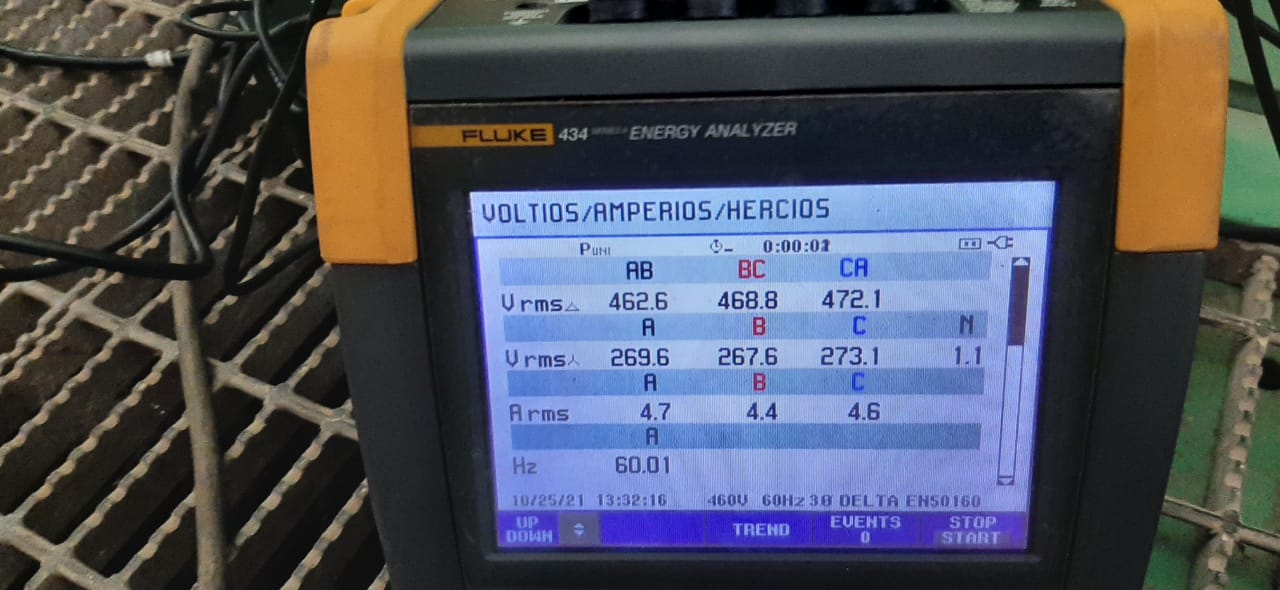 FLUKE 434 SERIES II ENERGY ANALYZER
VOLTIOS/AMPERIOS/HERCIOS
PUNI 0:00:02
AB BC CA
Vrms△ 462.6 468.8 472.1
A B C N
Vrms⅄ 269.6 267.6 273.1 1.1
A B C
Arms 4.7 4.4 4.6
A
Hz 60.01
10/25/21 13:32:16 460V 60Hz 3Ø DELTA EN50160
UP
DOWN
TREND
EVENTS
0
STOP
START